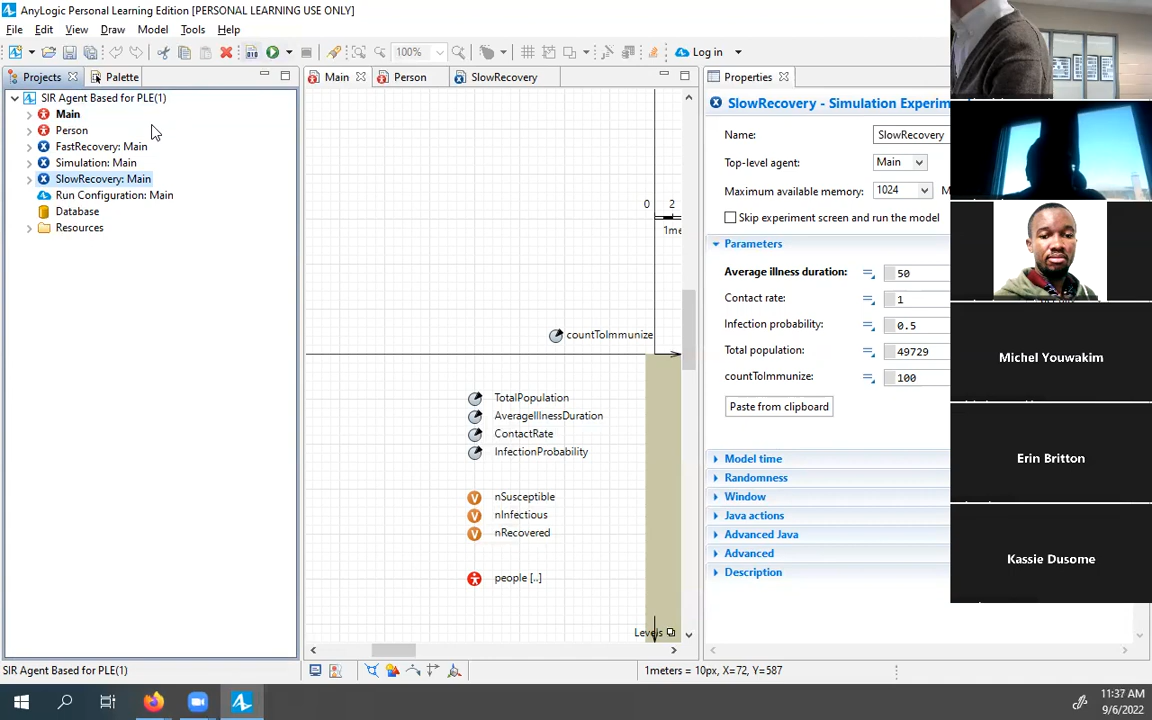 AnyLogic Personal Learning Edition [PERSONAL LEARNING USE ONLY]
File Edit View Draw Model Tools Help
100%
Log in
Projects
Palette
SIR Agent Based for PLE(1)
Main
Person
FastRecovery: Main
Simulation: Main
SlowRecovery: Main
Run Configuration: Main
Database
Resources
Main
Person
SlowRecovery
0 2
1me
countToImmunize
TotalPopulation
AverageIllnessDuration
ContactRate
InfectionProbability
nSusceptible
nInfectious
nRecovered
people [..]
Levels
Properties
SlowRecovery - Simulation Experim
Name: SlowRecovery
Top-level agent: Main
Maximum available memory: 1024 M
Skip experiment screen and run the model
Parameters
Average illness duration: 50
Contact rate: 1
Infection probability: 0.5
Total population: 49729
countToImmunize: 100
Paste from clipboard
Model time
Randomness
Window
Java actions
Advanced Java
Advanced
Description
Michel Youwakim
Erin Britton
Kassie Dusome
SIR Agent Based for PLE(1)
1meters = 10px, X=72, Y=587
11:37 AM
9/6/2022